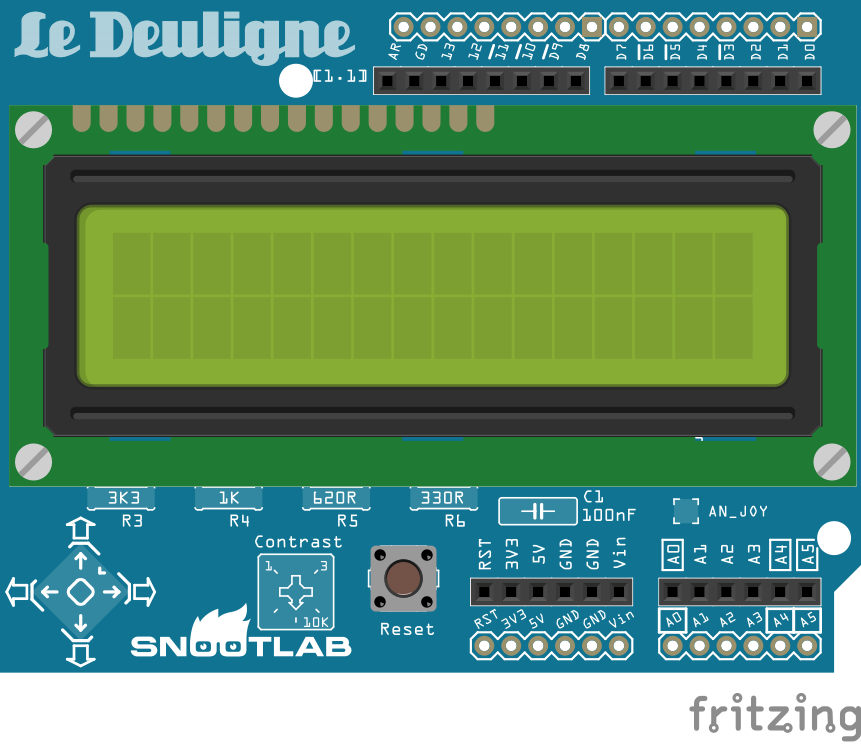 Le Deuligne
[1.1]
AR GD 13 12 11 10 D9 D8 D7 D6 D5 D4 D3 D2 D1 D0
3K3 1K 620R 330R
R3 R4 R5 R6
C1
100nF
AN_JOY
Contrast
1 3
10K
Reset
SNOOTLAB
RST 3V3 5V GND GND Vin A0 A1 A2 A3 A4 A5
RST 3V3 5V GND GND Vin A0 A1 A2 A3 A4 A5
fritzing